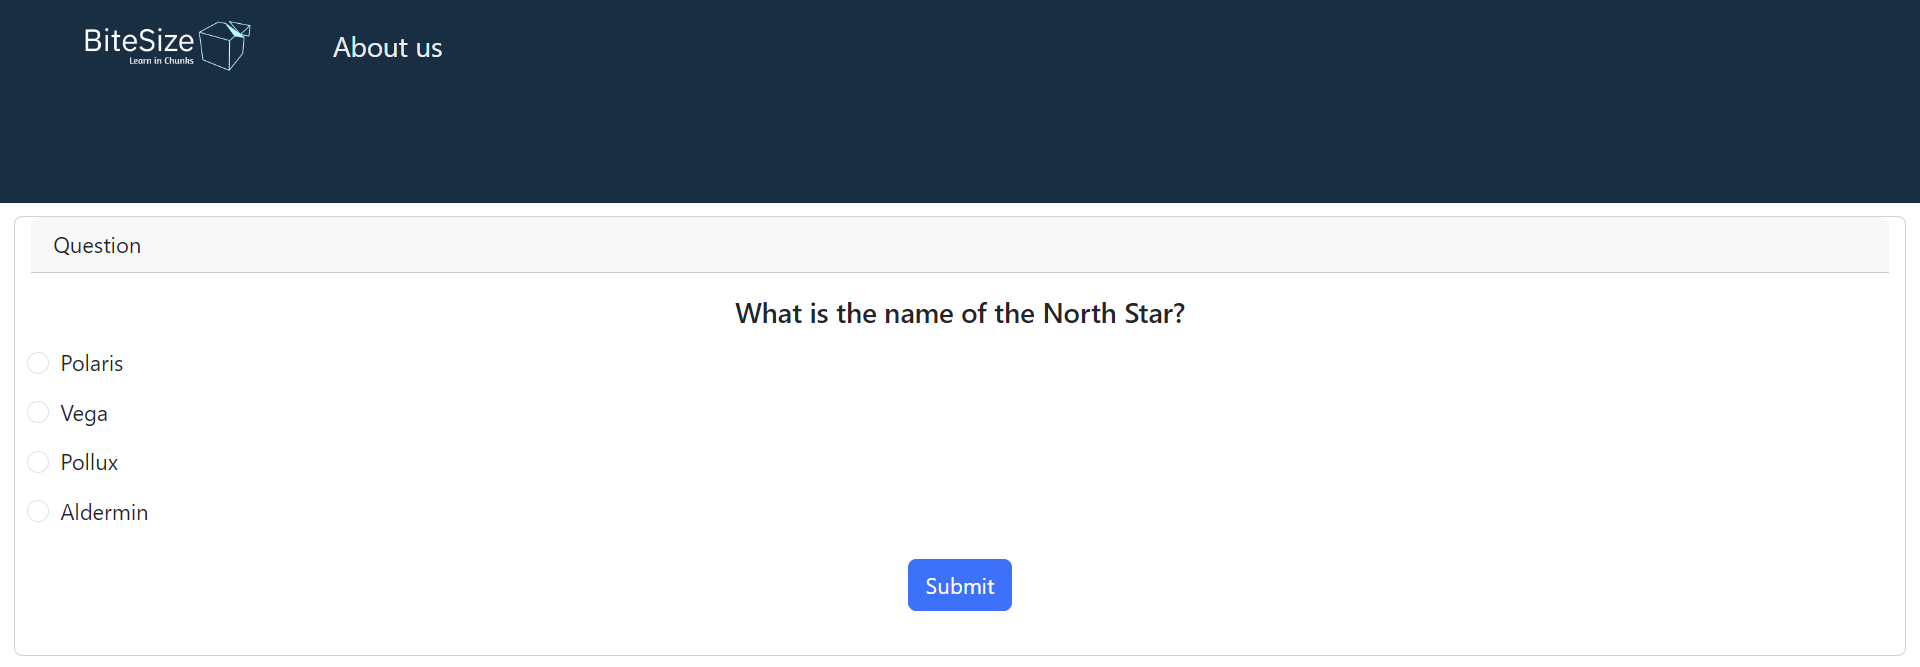 BiteSize
Learn in Chunks
About us
Question
What is the name of the North Star?
Polaris
Vega
Pollux
Aldermin
Submit